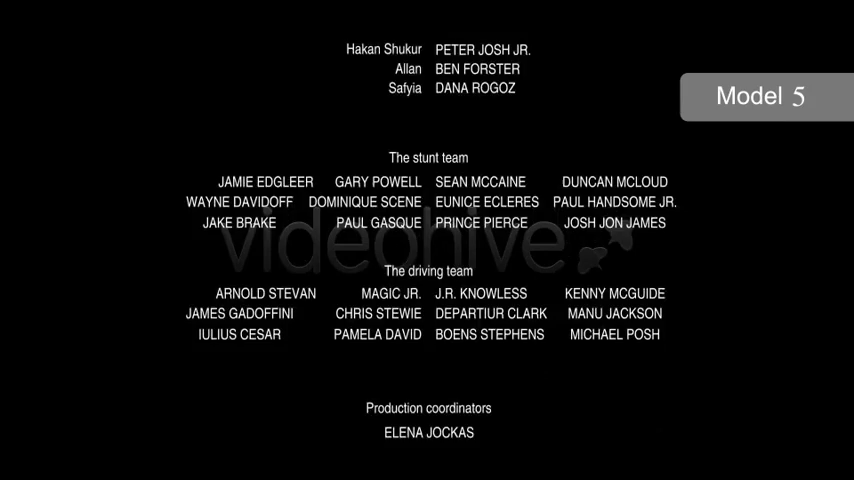 Hakan Shukur PETER JOSH JR.
Allan BEN FORSTER
Safyia DANA ROGOZ
Model 5
The stunt team
JAMIE EDGLEER GARY POWELL SEAN MCCAINE DUNCAN MCLOUD
WAYNE DAVIDOFF DOMINIQUE SCENE EUNICE ECLERES PAUL HANDSOME JR.
JAKE BRAKE PAUL GASQUE PRINCE PIERCE JOSH JON JAMES
videohive
The driving team
ARNOLD STEVAN MAGIC JR. J.R. KNOWLESS KENNY MCGUIDE
JAMES GADOFFINI CHRIS STEWIE DEPARTIUR CLARK MANU JACKSON
IULIUS CESAR PAMELA DAVID BOENS STEPHENS MICHAEL POSH
Production coordinators
ELENA JOCKAS